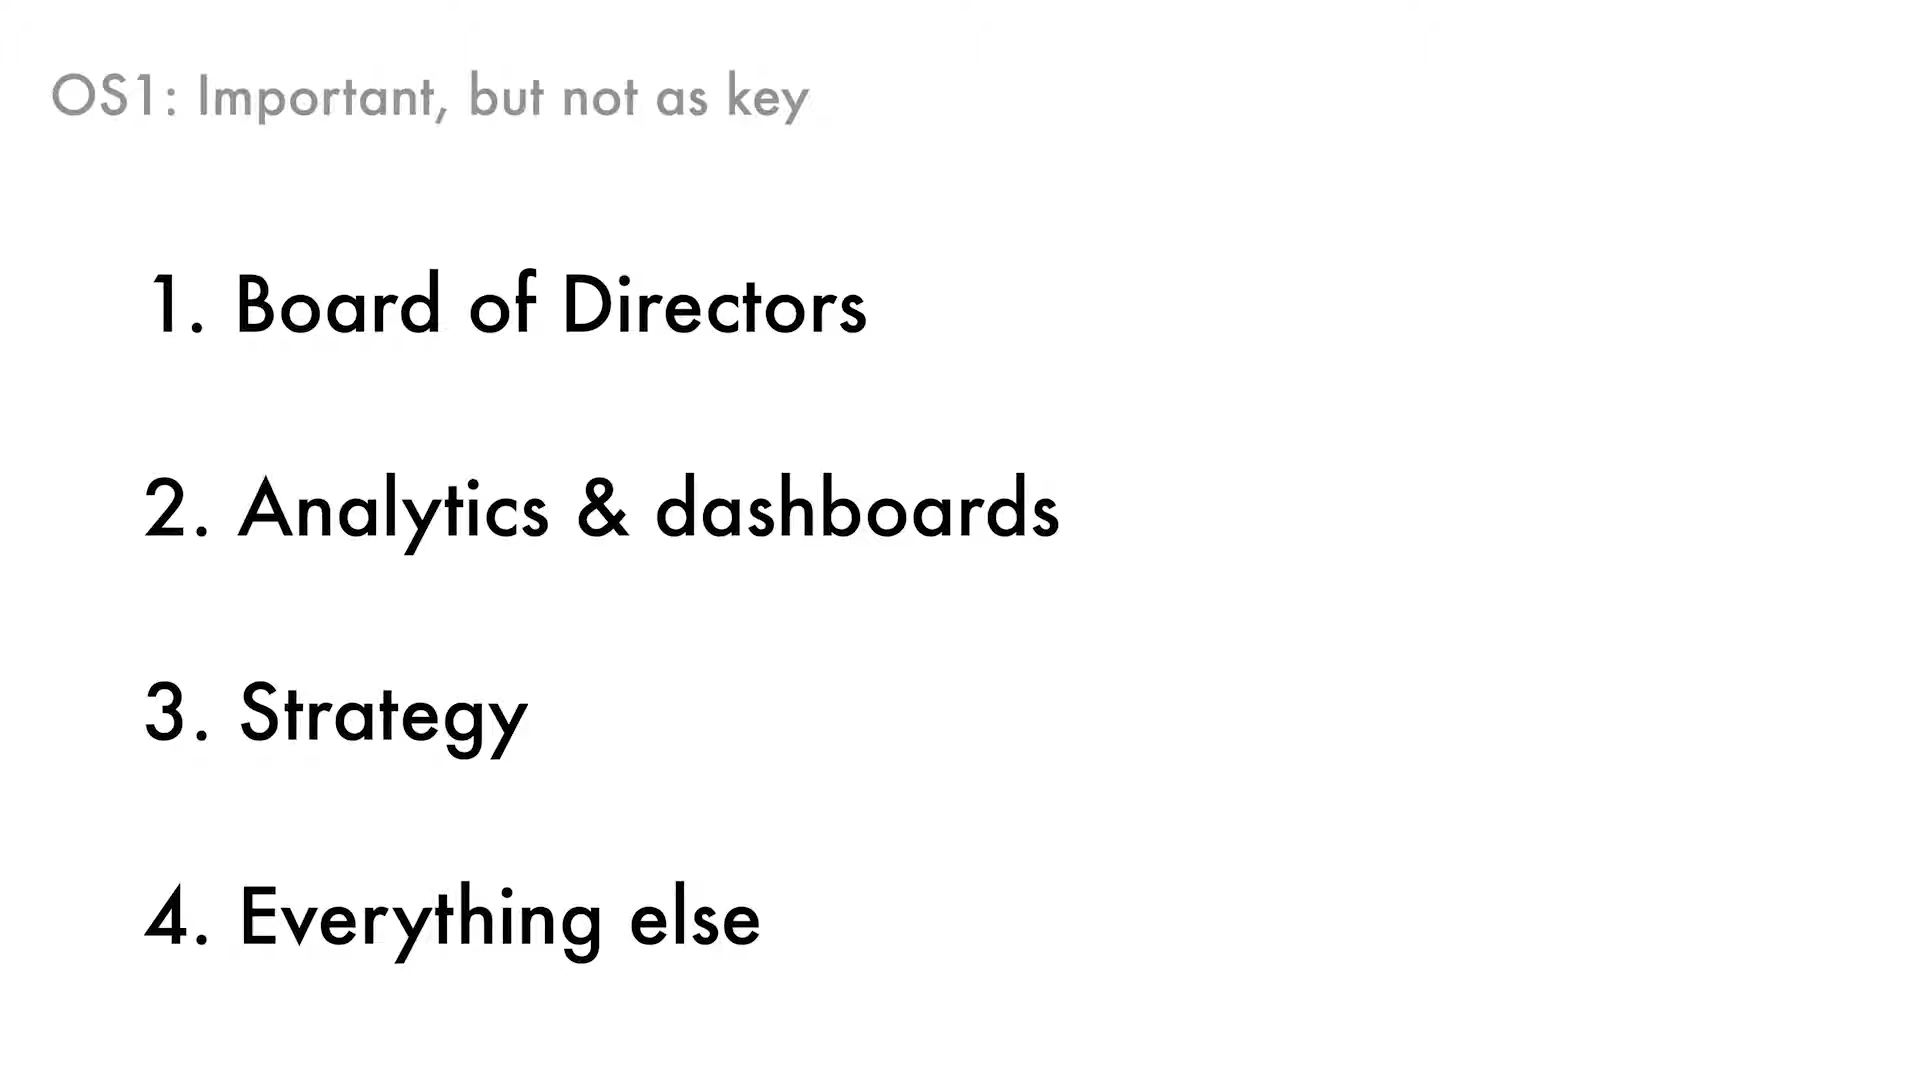 OS1: Important, but not as key
1. Board of Directors
2. Analytics & dashboards
3. Strategy
4. Everything else